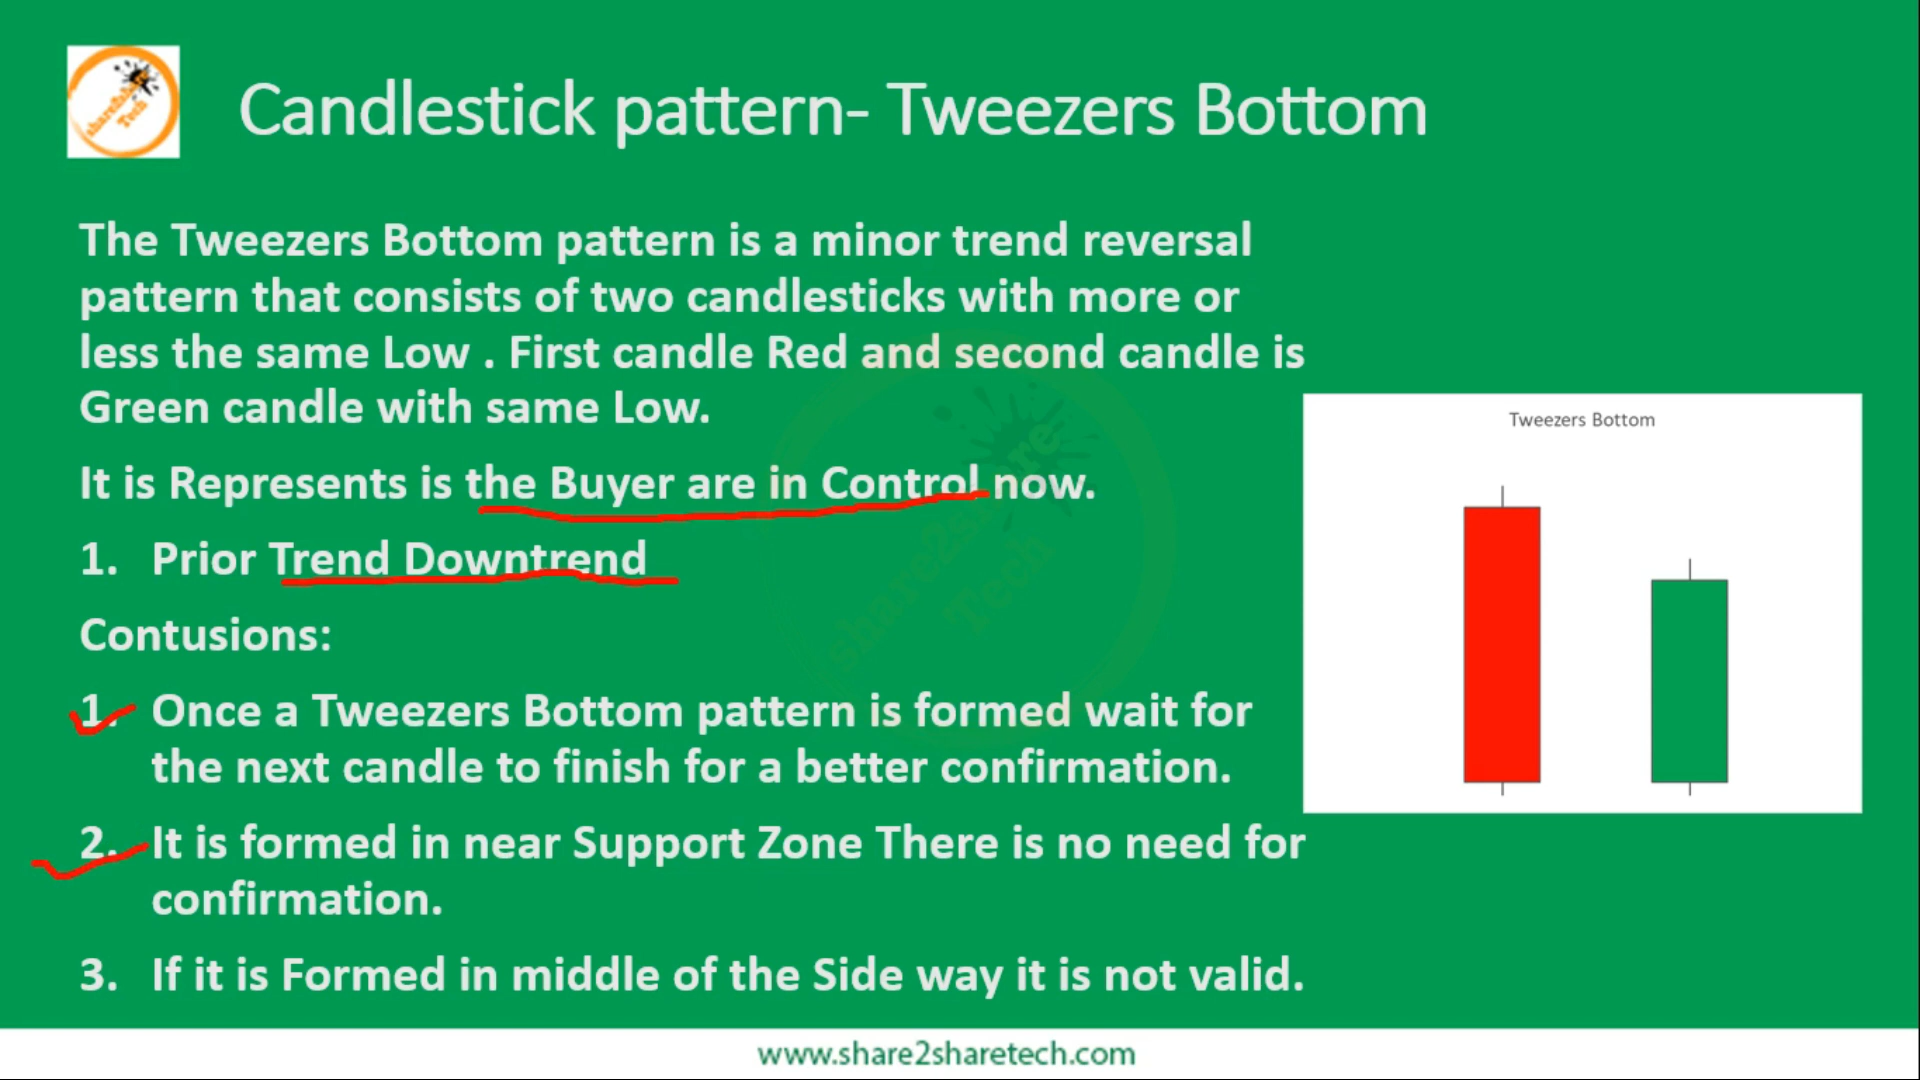 share2share
Tech
Candlestick pattern- Tweezers Bottom
The Tweezers Bottom pattern is a minor trend reversal
pattern that consists of two candlesticks with more or
less the same Low . First candle Red and second candle is
Green candle with same Low.
It is Represents is the Buyer are in Control now.
1. Prior Trend Downtrend
Contusions:
1. Once a Tweezers Bottom pattern is formed wait for
the next candle to finish for a better confirmation.
2. It is formed in near Support Zone There is no need for
confirmation.
3. If it is Formed in middle of the Side way it is not valid.
Tweezers Bottom
share2share
Tech
www.share2sharetech.com